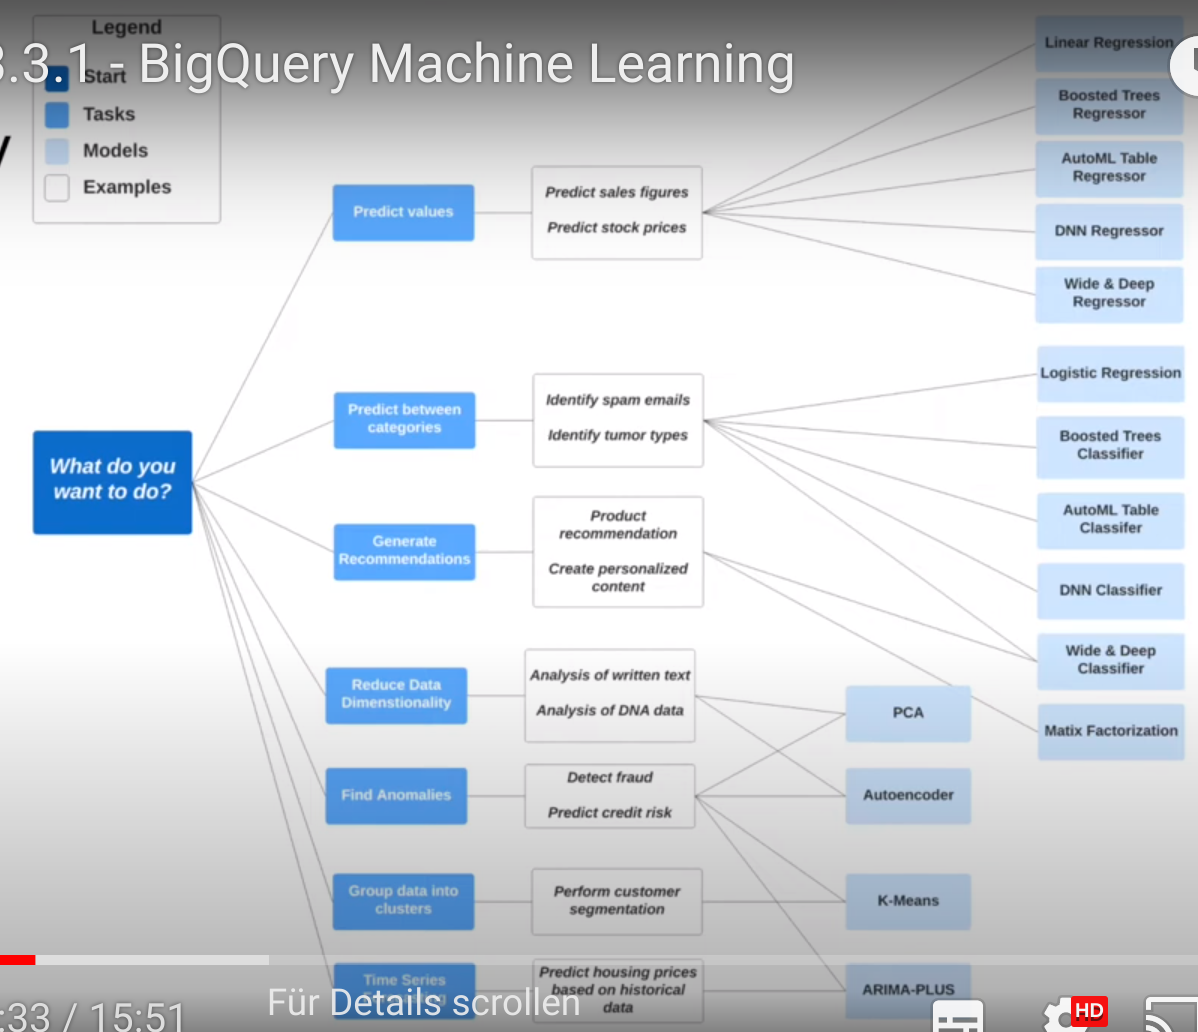 Legend
3.3.1 - BigQuery Machine Learning
Start
Tasks
Models
Examples
What do you
want to do?
Predict values
Predict sales figures
Predict stock prices
Linear Regression
Boosted Trees
Regressor
AutoML Table
Regressor
DNN Regressor
Wide & Deep
Regressor
Predict between
categories
Identify spam emails
Identify tumor types
Logistic Regression
Boosted Trees
Classifier
AutoML Table
Classifer
DNN Classifier
Wide & Deep
Classifier
Generate
Recommendations
Product
recommendation
Create personalized
content
Matix Factorization
Reduce Data
Dimenstionality
Analysis of written text
Analysis of DNA data
PCA
Find Anomalies
Detect fraud
Predict credit risk
Autoencoder
Group data into
clusters
Perform customer
segmentation
K-Means
Time Series
Predict housing prices
based on historical
data
ARIMA-PLUS
Für Details scrollen
:33 / 15:51
HD